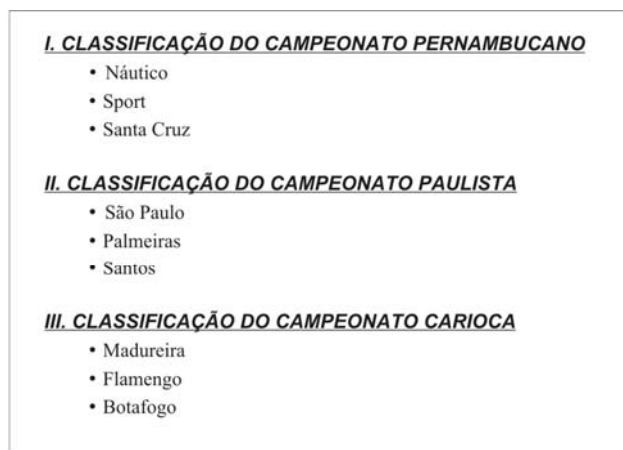 I. CLASSIFICAÇÃO DO CAMPEONATO PERNAMBUCANO
• Náutico
• Sport
• Santa Cruz
II. CLASSIFICAÇÃO DO CAMPEONATO PAULISTA
• São Paulo
• Palmeiras
• Santos
III. CLASSIFICAÇÃO DO CAMPEONATO CARIOCA
• Madureira
• Flamengo
• Botafogo